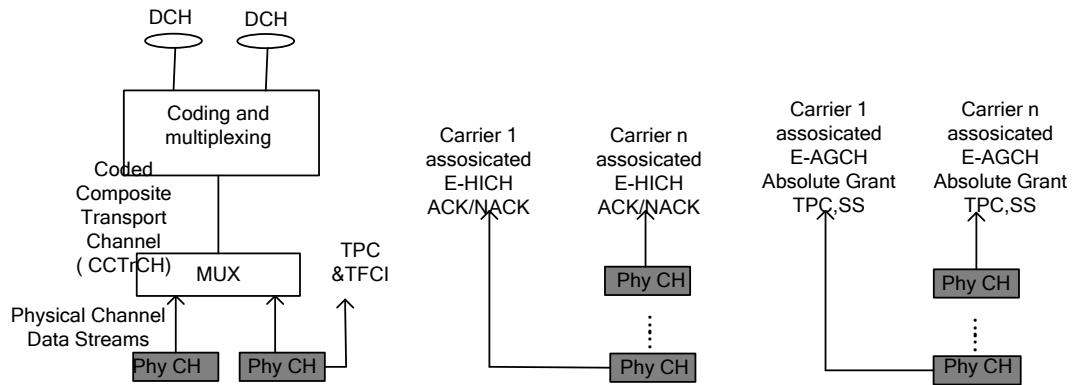 DCH
DCH
Coding and
multiplexing
Coded
Composite
Transport
Channel
( CCTrCH)
MUX
TPC
&TFCI
Physical Channel
Data Streams
Phy CH
Phy CH
Carrier 1
assosicated
E-HICH
ACK/NACK
Carrier n
assosicated
E-HICH
ACK/NACK
Phy CH
Phy CH
Carrier 1
assosicated
E-AGCH
Absolute Grant
TPC,SS
Carrier n
assosicated
E-AGCH
Absolute Grant
TPC,SS
Phy CH
Phy CH